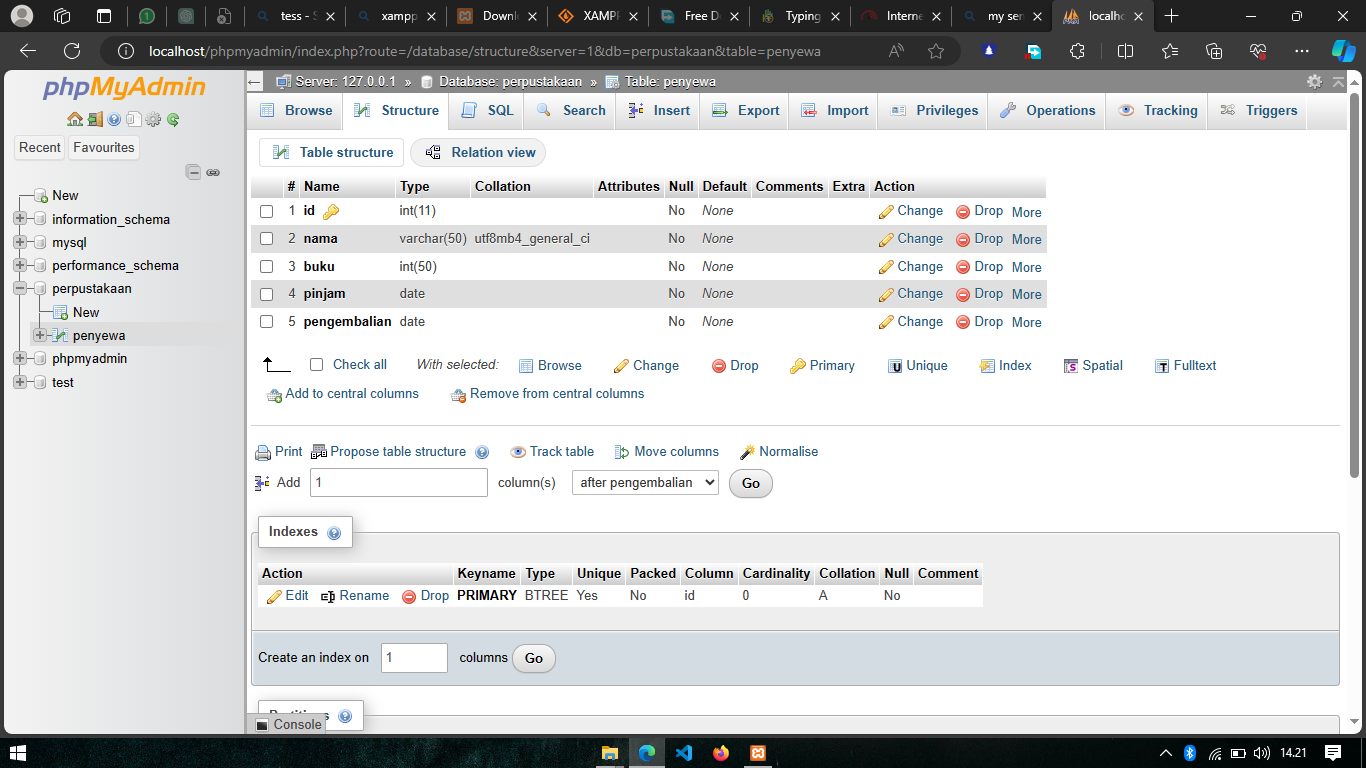 tess - S
xampp
Downl
XAMPP
Free D
Typing
Interne
my ser
localho
localhost/phpmyadmin/index.php?route=/database/structure&server=1&db=perpustakaan&table=penyewa
phpMyAdmin
Recent Favourites
New
information_schema
mysql
performance_schema
perpustakaan
New
penyewa
phpmyadmin
test
Server: 127.0.0.1 » Database: perpustakaan » Table: penyewa
Browse Structure SQL Search Insert Export Import Privileges Operations Tracking Triggers
Table structure Relation view
# Name Type Collation Attributes Null Default Comments Extra Action
1 id int(11) No None Change Drop More
2 nama varchar(50) utf8mb4_general_ci No None Change Drop More
3 buku int(50) No None Change Drop More
4 pinjam date No None Change Drop More
5 pengembalian date No None Change Drop More
Check all With selected: Browse Change Drop Primary Unique Index Spatial Fulltext
Add to central columns Remove from central columns
Print Propose table structure Track table Move columns Normalise
Add 1 column(s) after pengembalian Go
Indexes
Action Keyname Type Unique Packed Column Cardinality Collation Null Comment
Edit Rename Drop PRIMARY BTREE Yes No id 0 A No
Create an index on 1 columns Go
Console
14.21